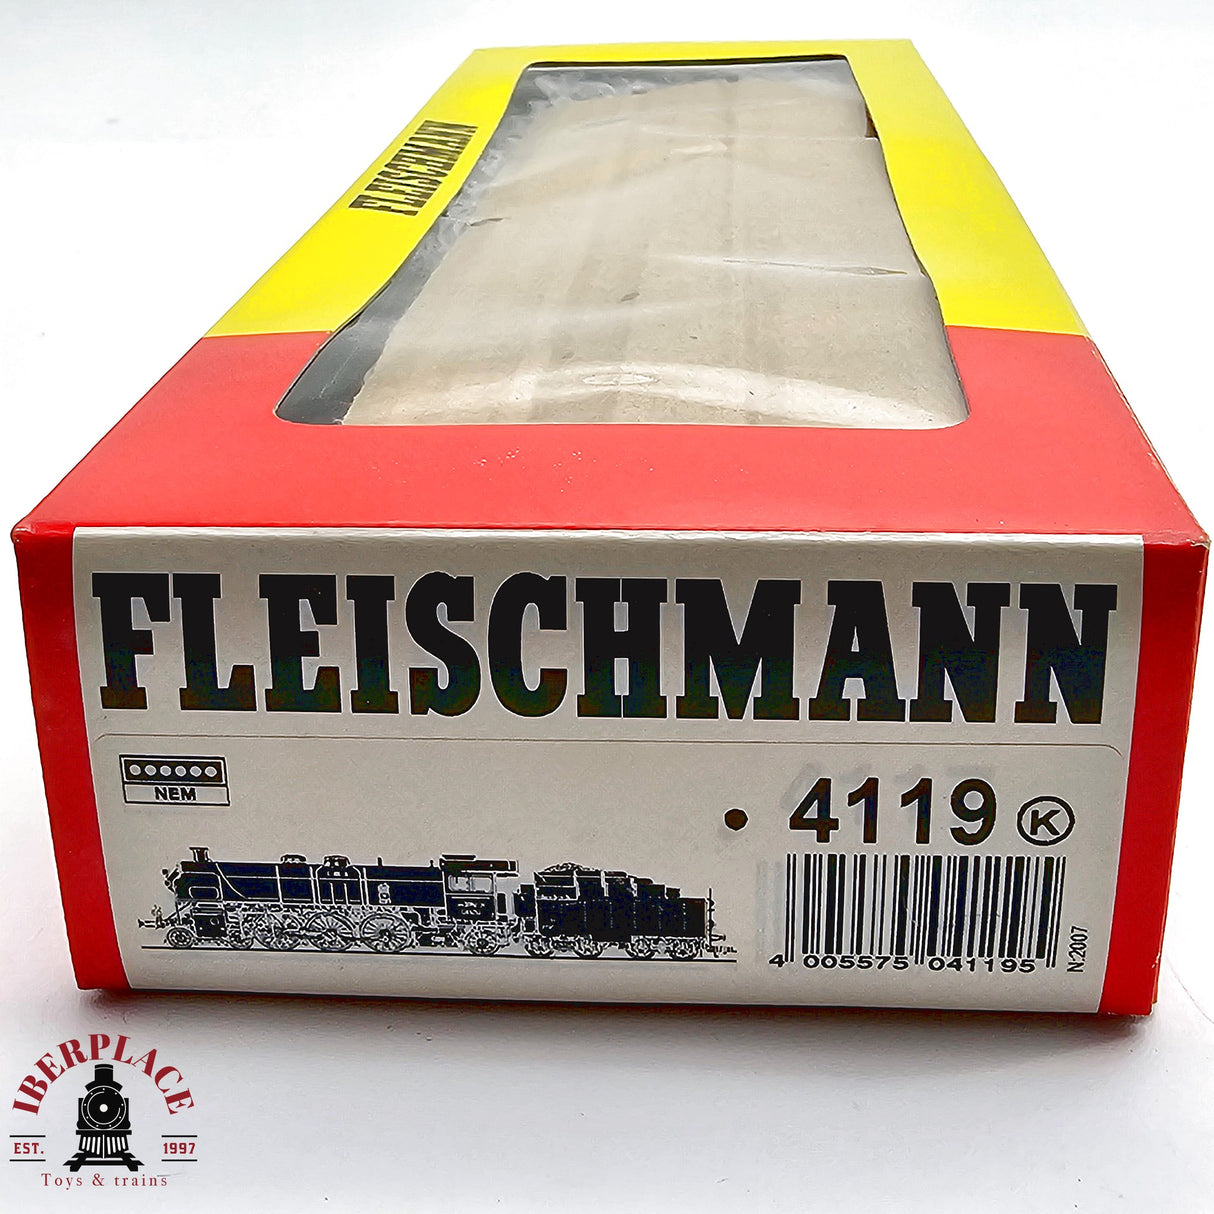 FLEISCHMANN
FLEISCHMANN
NEM
4119 K
4 005575 041195
N:2007
IBERPLACE
EST. 1997
Toys & trains